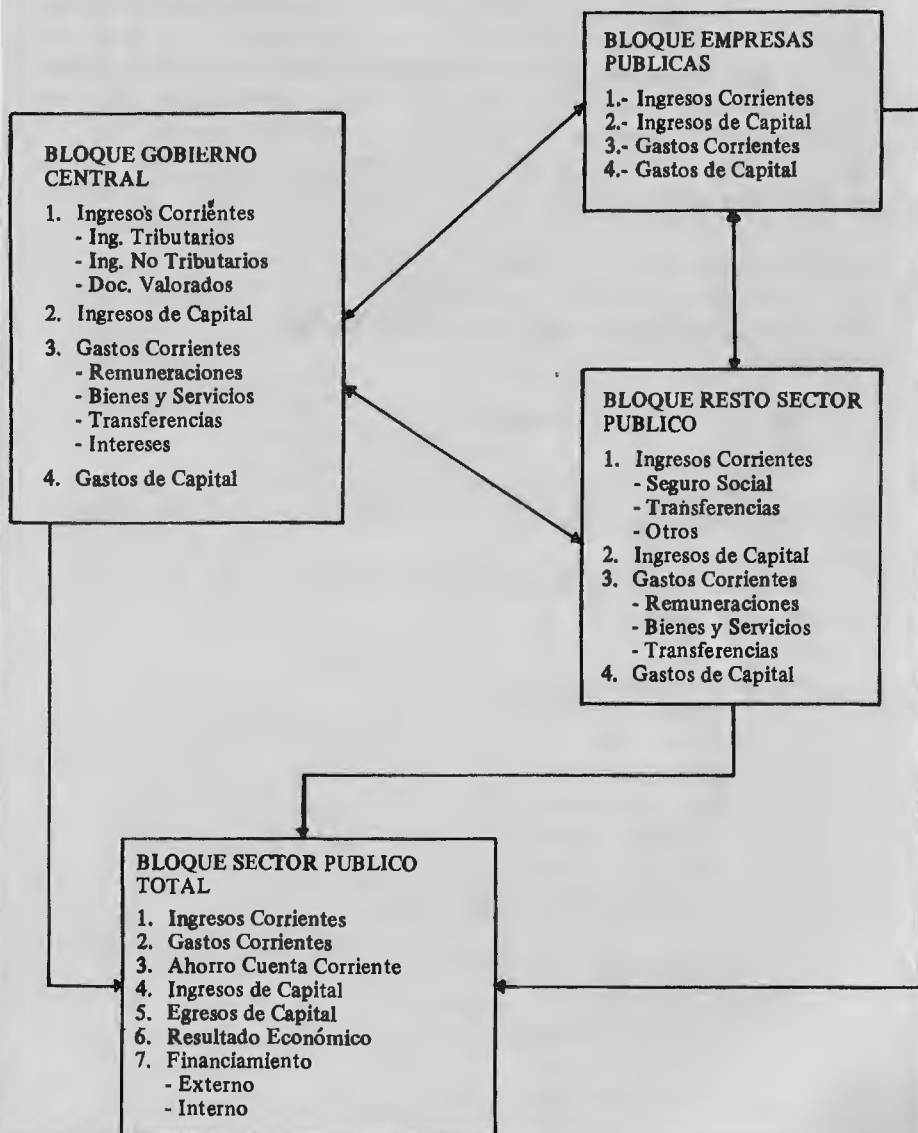 BLOQUE EMPRESAS
PUBLICAS
1.- Ingresos Corrientes
2.- Ingresos de Capital
3.- Gastos Corrientes
4.- Gastos de Capital
BLOQUE GOBIERNO
CENTRAL
1. Ingresos Corrientes
- Ing. Tributarios
- Ing. No Tributarios
- Doc. Valorados
2. Ingresos de Capital
3. Gastos Corrientes
- Remuneraciones
- Bienes y Servicios
- Transferencias
- Intereses
4. Gastos de Capital
BLOQUE RESTO SECTOR
PUBLICO
1. Ingresos Corrientes
- Seguro Social
- Transferencias
- Otros
2. Ingresos de Capital
3. Gastos Corrientes
- Remuneraciones
- Bienes y Servicios
- Transferencias
4. Gastos de Capital
BLOQUE SECTOR PUBLICO
TOTAL
1. Ingresos Corrientes
2. Gastos Corrientes
3. Ahorro Cuenta Corriente
4. Ingresos de Capital
5. Egresos de Capital
6. Resultado Económico
7. Financiamiento
- Externo
- Interno